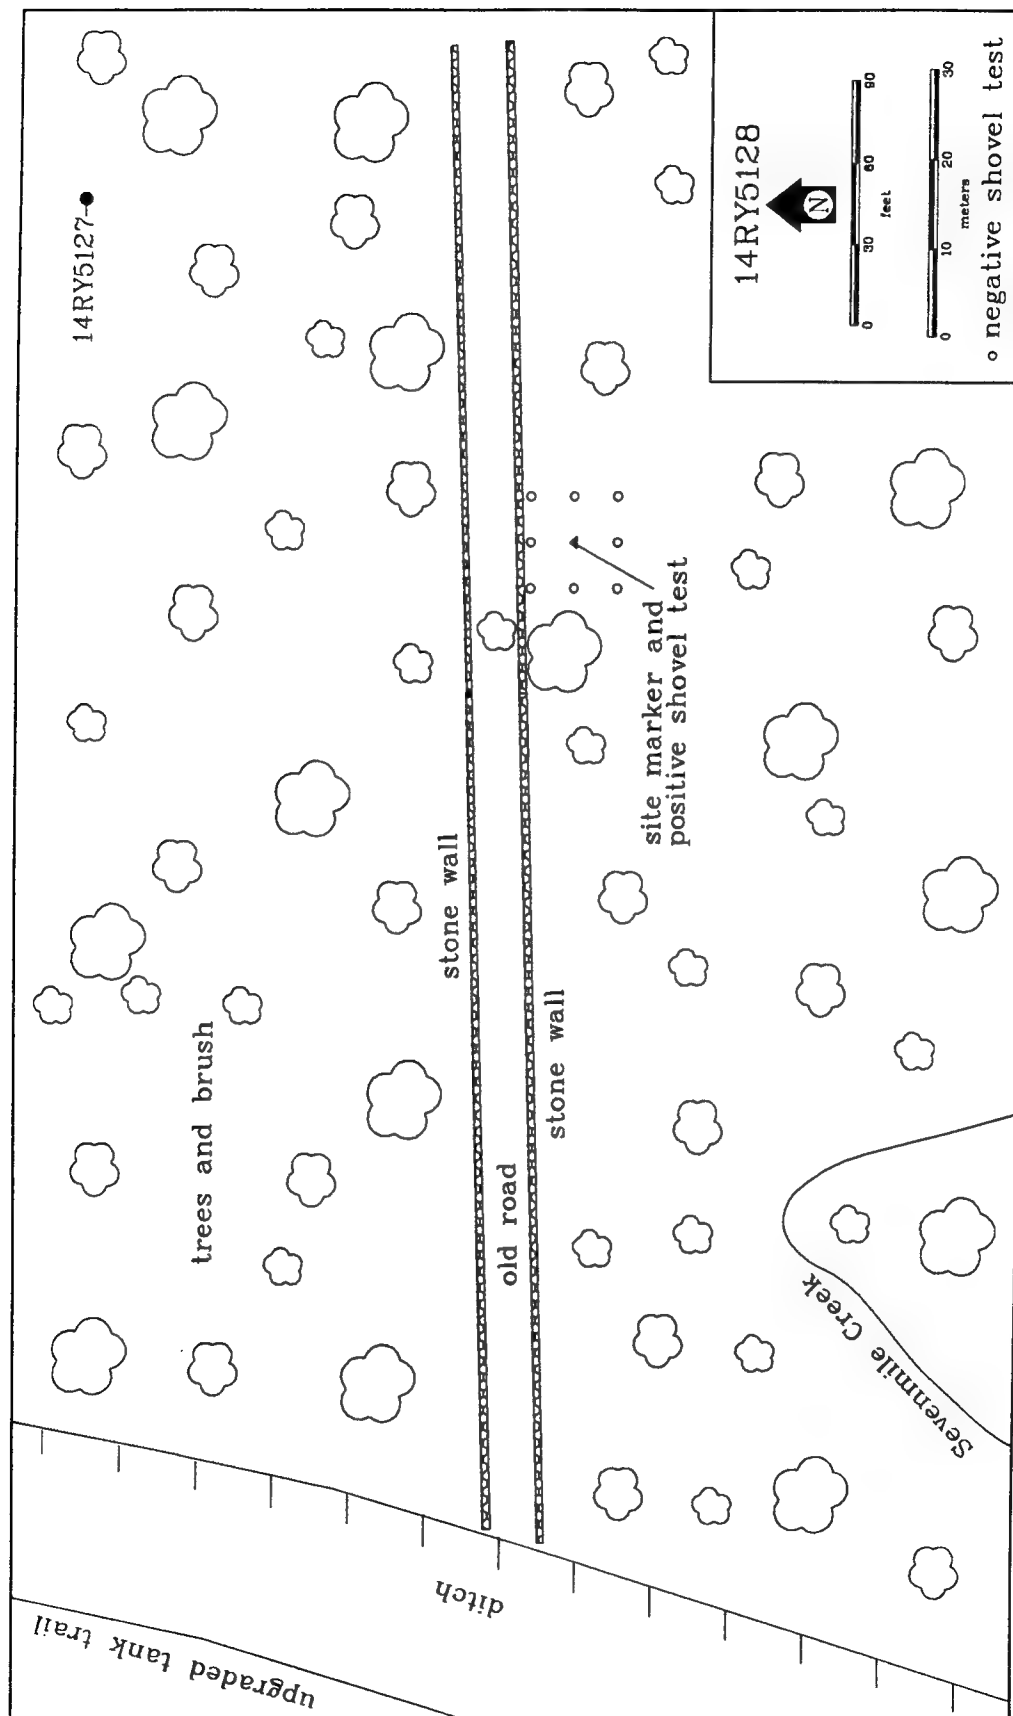 14RY5127
trees and brush
stone wall
old road
stone wall
site marker and
positive shovel test
Sevenmile Creek
ditch
upgraded tank trail
14RY5128
N
0 30 60 90
feet
0 10 20 30
meters
negative shovel test